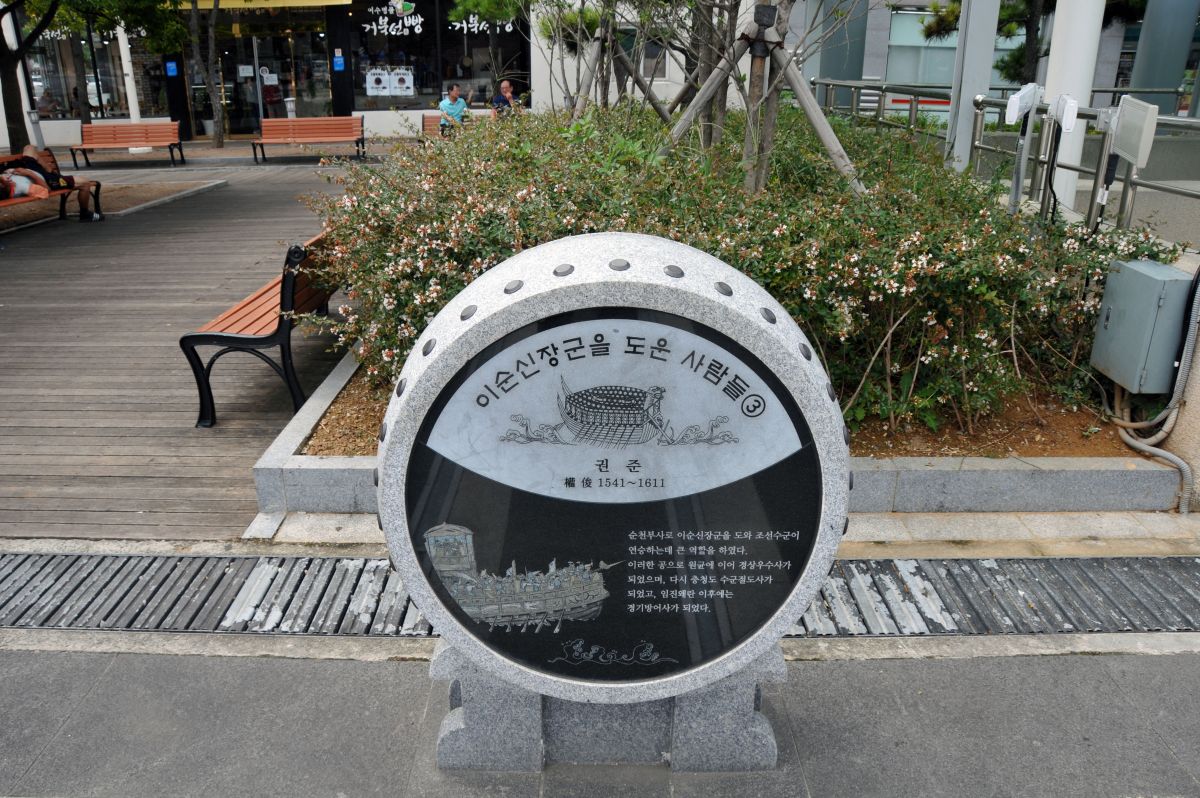 거북선빵
거북선빵
이순신장군을 도운 사람들③
권 준
權 俊 1541~1611
순천부사로 이순신장군을 도와 조선수군이
연승하는데 큰 역할을 하였다.
이러한 공으로 원균에 이어 경상우수사가
되었으며, 다시 충청도 수군절도사가
되었고, 임진왜란 이후에는
경기방어사가 되었다.